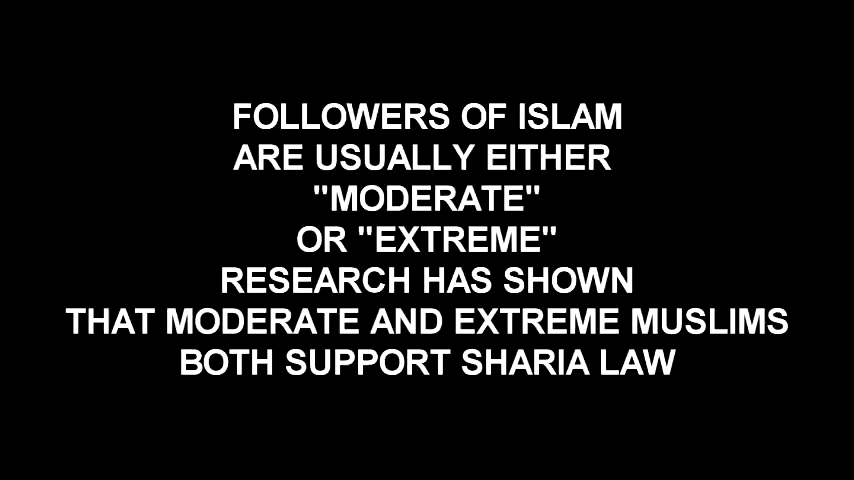 FOLLOWERS OF ISLAM
ARE USUALLY EITHER
"MODERATE"
OR "EXTREME"
RESEARCH HAS SHOWN
THAT MODERATE AND EXTREME MUSLIMS
BOTH SUPPORT SHARIA LAW